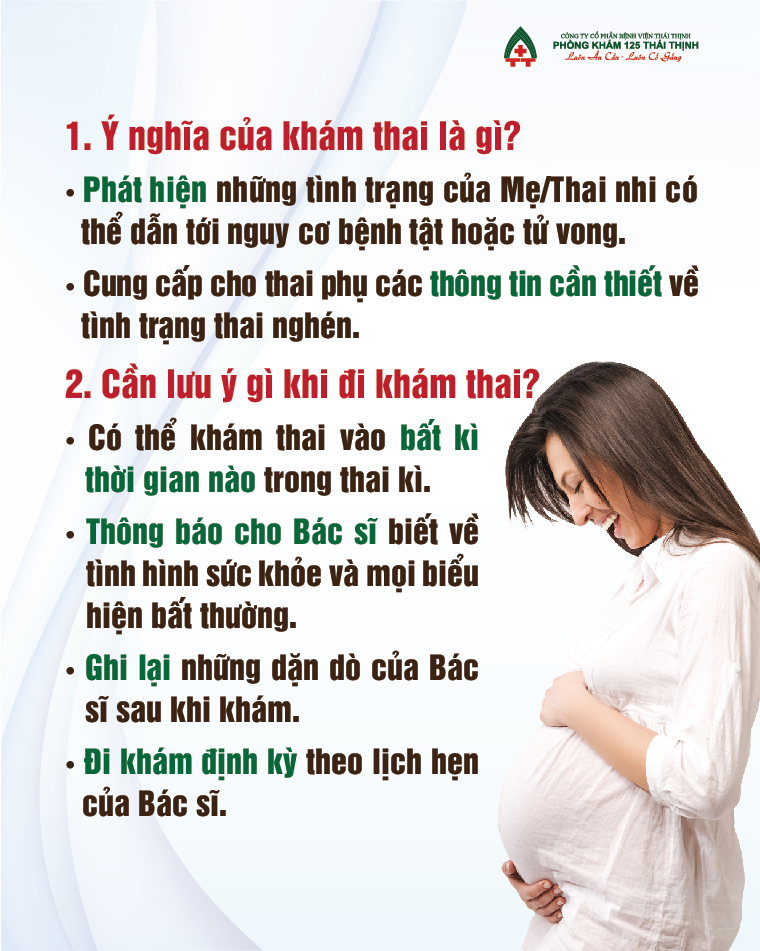 CÔNG TY CỔ PHẦN BỆNH VIỆN THÁI THỊNH
PHÒNG KHÁM 125 THÁI THỊNH
Luôn Ân Cần - Luôn Cố Gắng
1. Ý nghĩa của khám thai là gì?
• Phát hiện những tình trạng của Mẹ/Thai nhi có
thể dẫn tới nguy cơ bệnh tật hoặc tử vong.
• Cung cấp cho thai phụ các thông tin cần thiết về
tình trạng thai nghén.
2. Cần lưu ý gì khi đi khám thai?
• Có thể khám thai vào bất kì
thời gian nào trong thai kì.
• Thông báo cho Bác sĩ biết về
tình hình sức khỏe và mọi biểu
hiện bất thường.
• Ghi lại những dặn dò của Bác
sĩ sau khi khám.
• Đi khám định kỳ theo lịch hẹn
của Bác sĩ.